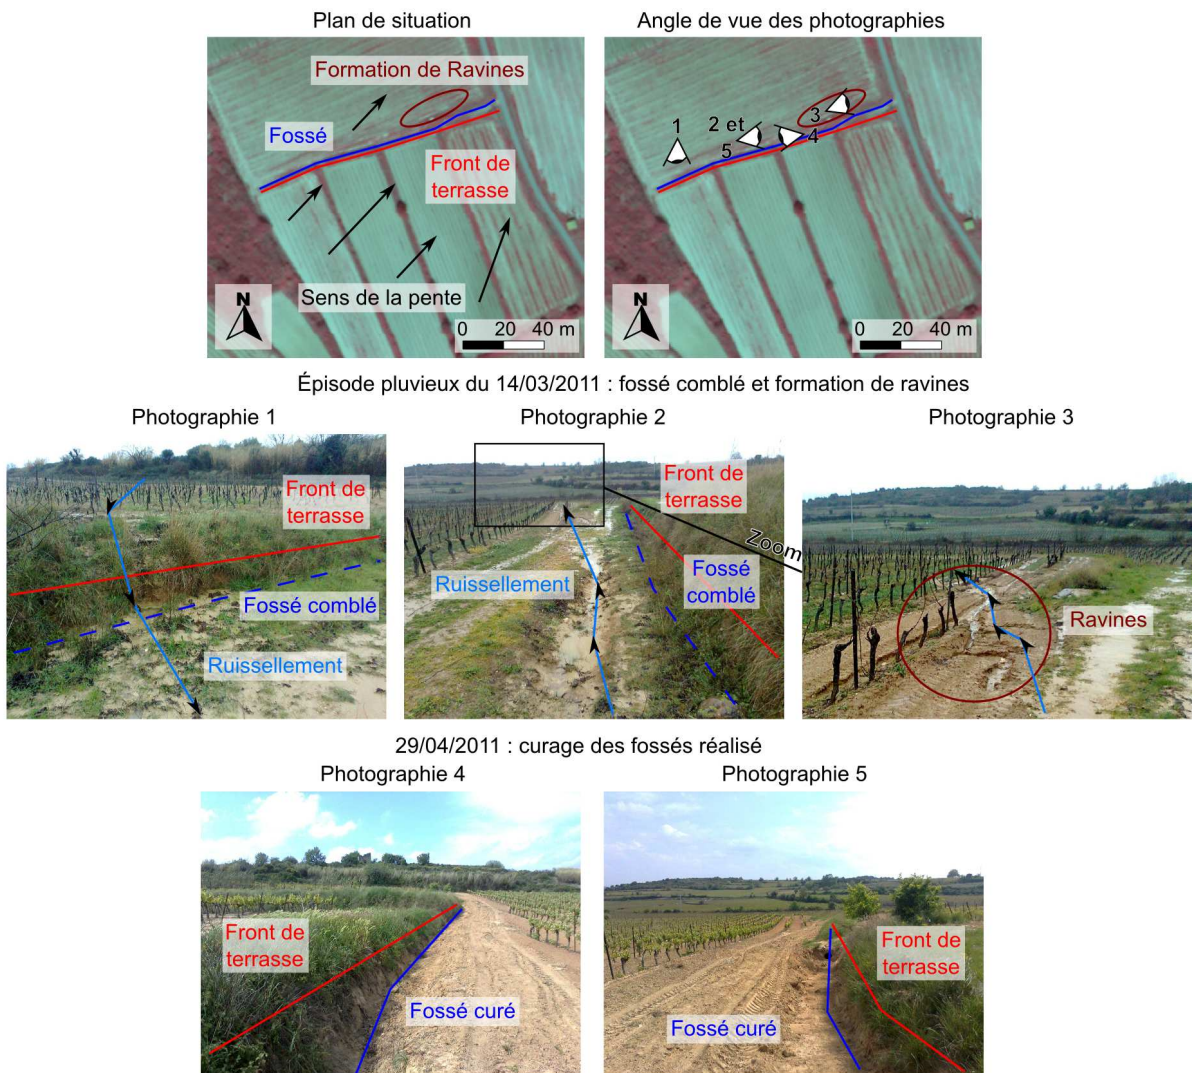 Plan de situation
Formation de Ravines
Fossé
Front de
terrasse
Sens de la pente
N
0 20 40 m
Angle de vue des photographies
1
2 et
5
3
4
N
0 20 40 m
Épisode pluvieux du 14/03/2011 : fossé comblé et formation de ravines
Photographie 1
Front de
terrasse
Fossé comblé
Ruissellement
Photographie 2
Front de
terrasse
Zoom
Ruissellement
Fossé
comblé
Photographie 3
Ravines
29/04/2011 : curage des fossés réalisé
Photographie 4
Front de
terrasse
Fossé curé
Photographie 5
Front de
terrasse
Fossé curé